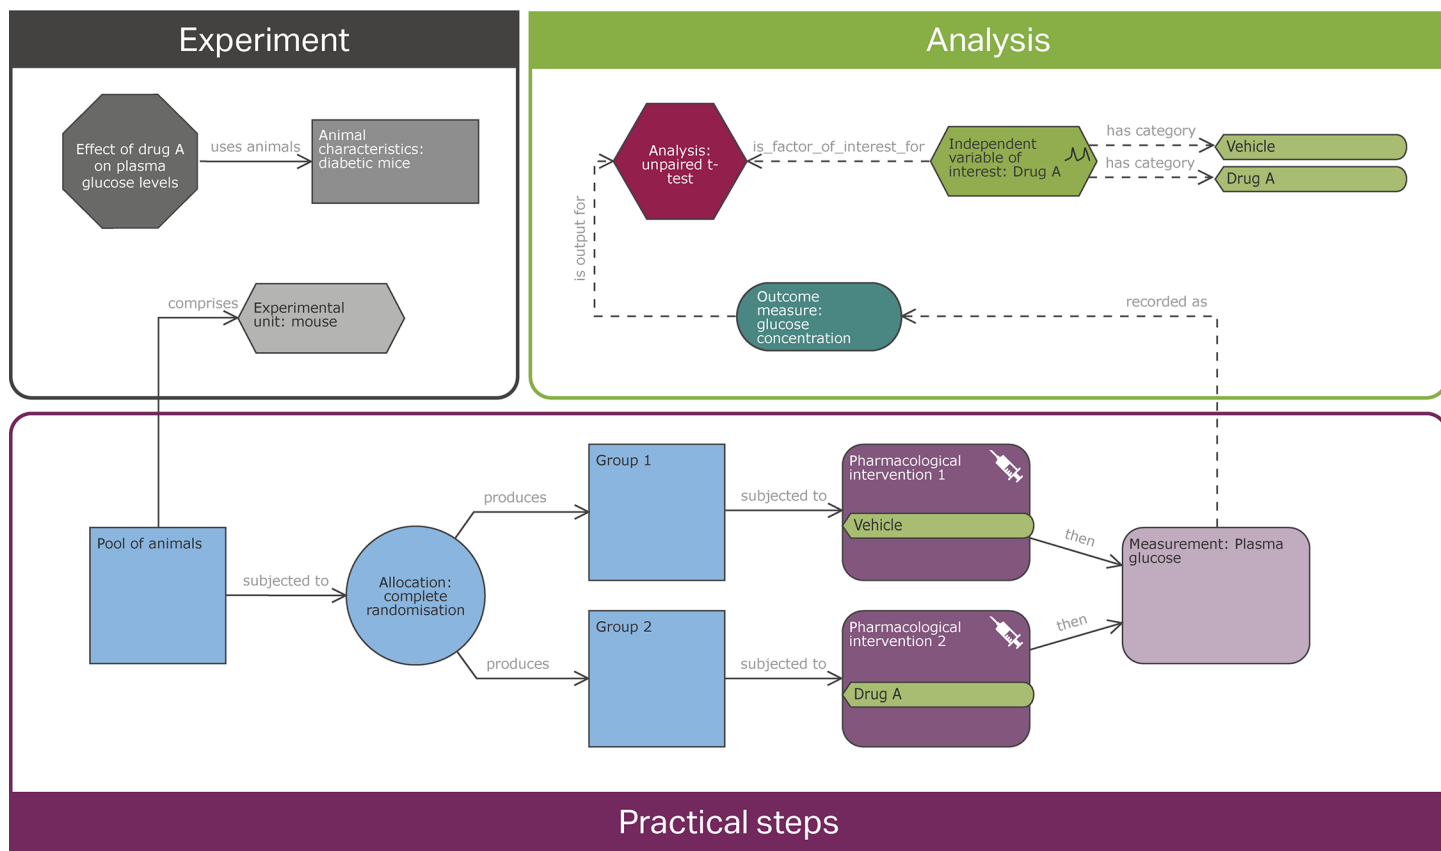 Experiment
Effect of drug A
on plasma
glucose levels
uses animals
Animal
characteristics:
diabetic mice
comprises
Experimental
unit: mouse
Analysis
Analysis:
unpaired t-
test
is_factor_of_interest_for
Independent
variable of
interest: Drug A
has category
Vehicle
has category
Drug A
is output for
Outcome
measure:
glucose
concentration
recorded as
Pool of animals
subjected to
Allocation:
complete
randomisation
produces
Group 1
subjected to
Pharmacological
intervention 1
Vehicle
then
produces
Group 2
subjected to
Pharmacological
intervention 2
Drug A
then
Measurement: Plasma
glucose
Practical steps